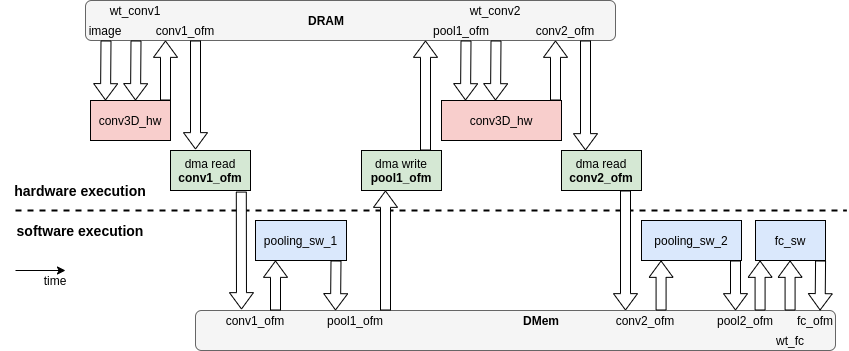 wt_conv1
wt_conv2
DRAM
image
conv1_ofm
pool1_ofm
conv2_ofm
conv3D_hw
conv3D_hw
dma read
conv1_ofm
dma write
pool1_ofm
dma read
conv2_ofm
hardware execution
software execution
pooling_sw_1
pooling_sw_2
fc_sw
time
conv1_ofm
pool1_ofm
DMem
conv2_ofm
pool2_ofm
fc_ofm
wt_fc